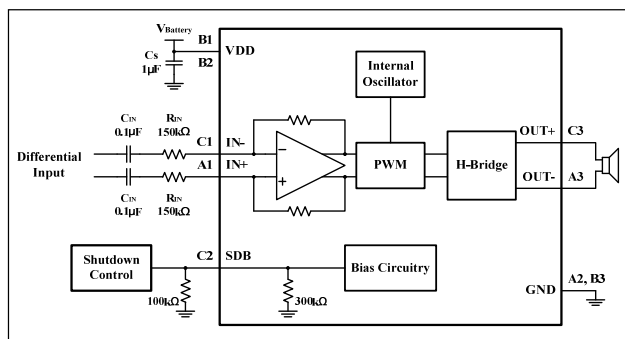 VBattery
B1
VDD
Cs
1µF
B2
Internal
Oscillator
CIN
0.1µF
RIN
150kΩ
C1
IN-
OUT+
C3
Differential
Input
A1
IN+
PWM
H-Bridge
OUT-
A3
CIN
0.1µF
RIN
150kΩ
C2
SDB
Shutdown
Control
Bias Circuitry
100kΩ
300kΩ
GND
A2, B3